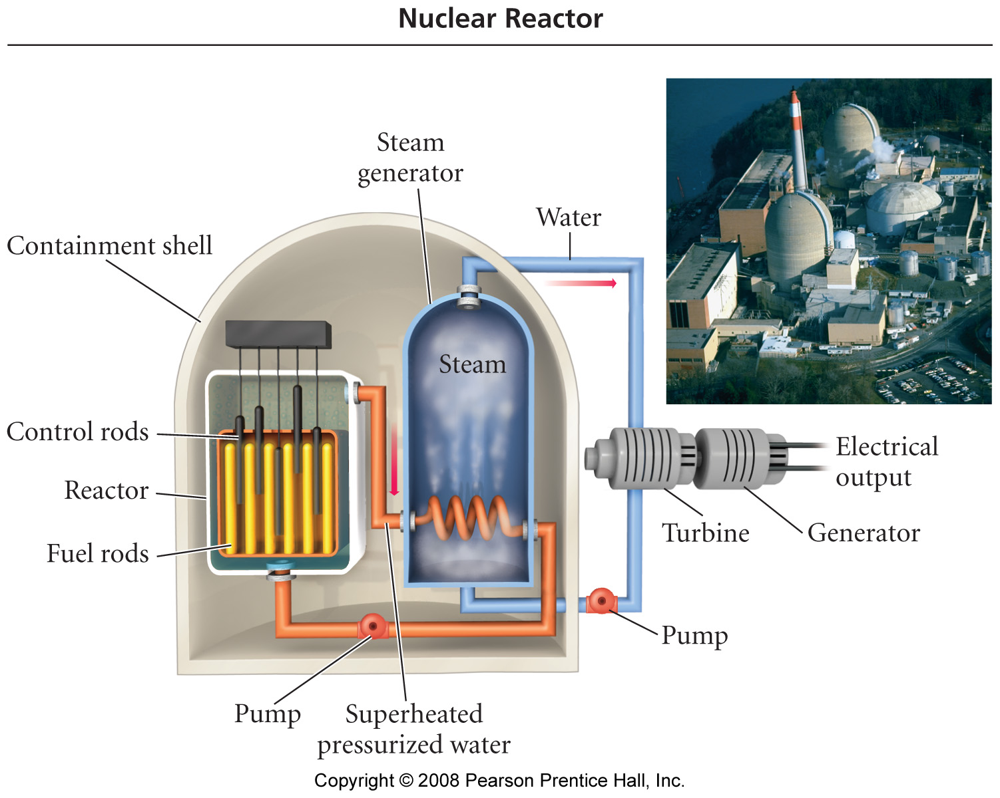 Nuclear Reactor
Steam
generator
Water
Containment shell
Steam
Control rods
Electrical
output
Reactor
Turbine
Generator
Fuel rods
Pump
Pump
Superheated
pressurized water
Copyright © 2008 Pearson Prentice Hall, Inc.